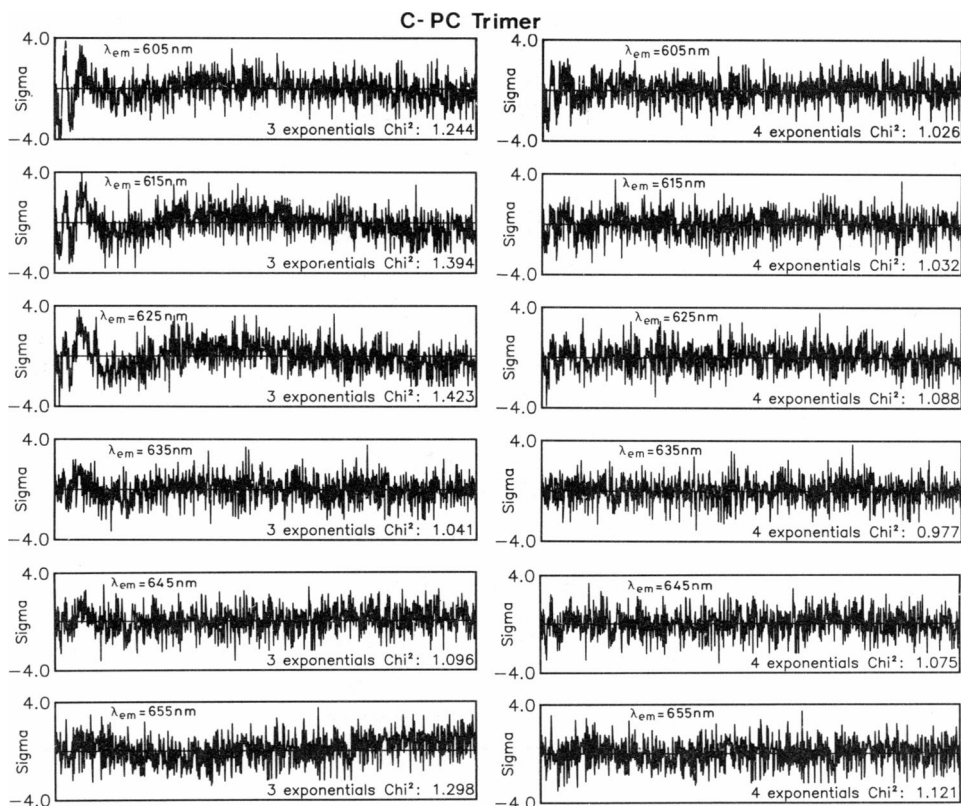 C-PC Trimer
4.0
Sigma
-4.0
λem=605nm
3 exponentials Chi²: 1.244
4.0
Sigma
-4.0
λem=605nm
4 exponentials Chi²: 1.026
4.0
Sigma
-4.0
λem=615nm
3 exponentials Chi²: 1.394
4.0
Sigma
-4.0
λem=615nm
4 exponentials Chi²: 1.032
4.0
Sigma
-4.0
λem=625nm
3 exponentials Chi²: 1.423
4.0
Sigma
-4.0
λem=625nm
4 exponentials Chi²: 1.088
4.0
Sigma
-4.0
λem=635nm
3 exponentials Chi²: 1.041
4.0
Sigma
-4.0
λem=635nm
4 exponentials Chi²: 0.977
4.0
Sigma
-4.0
λem=645nm
3 exponentials Chi²: 1.096
4.0
Sigma
-4.0
λem=645nm
4 exponentials Chi²: 1.075
4.0
Sigma
-4.0
λem=655nm
3 exponentials Chi²: 1.298
4.0
Sigma
-4.0
λem=655nm
4 exponentials Chi²: 1.121